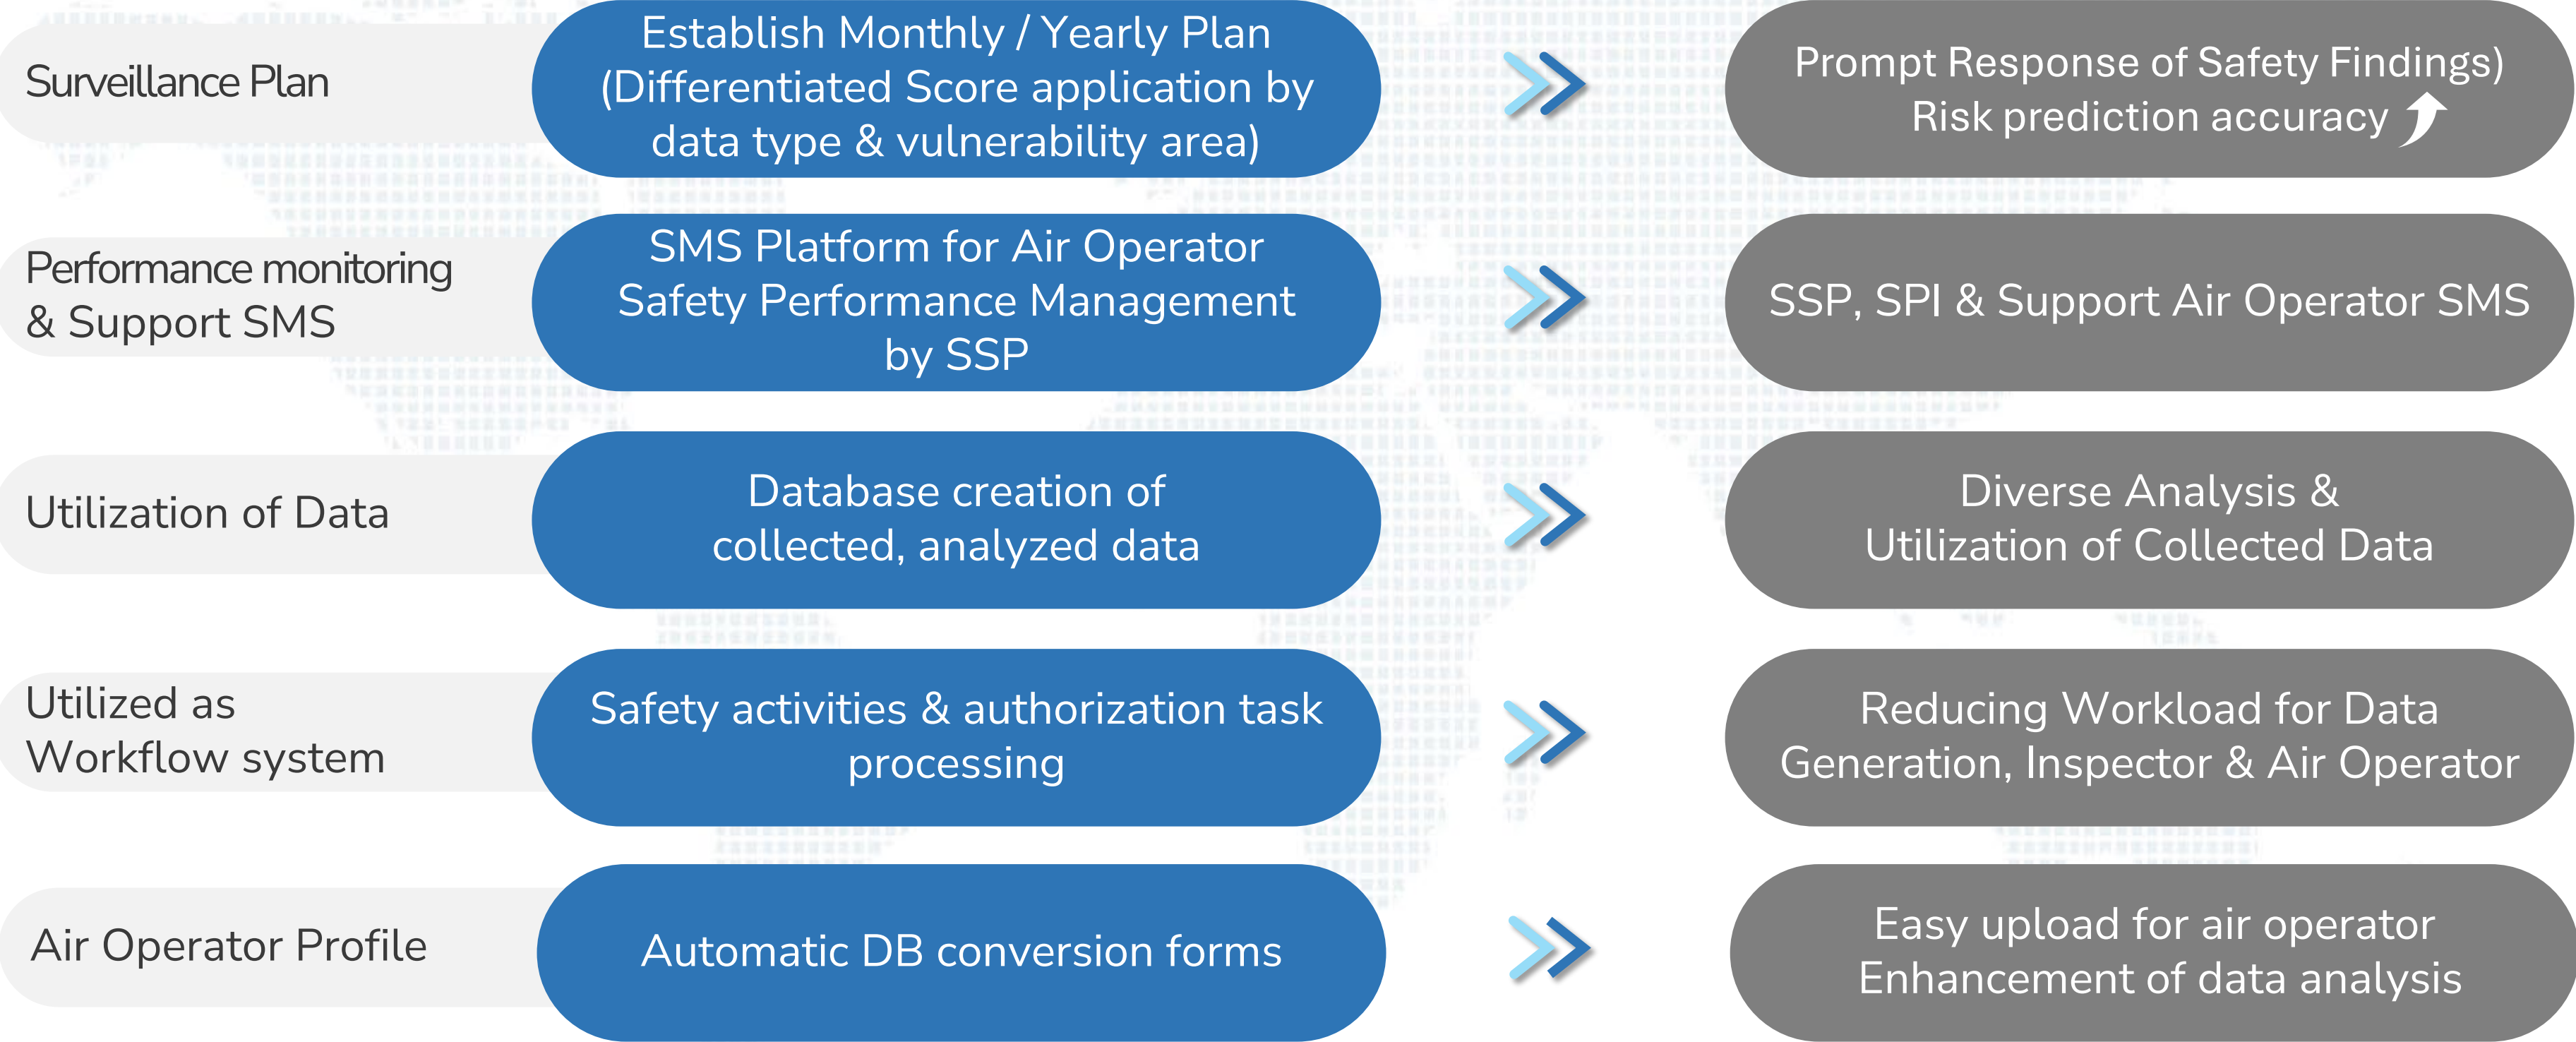 Surveillance Plan
Establish Monthly / Yearly Plan
(Differentiated Score application by
data type & vulnerability area)
Prompt Response of Safety Findings)
Risk prediction accuracy
Performance monitoring
& Support SMS
SMS Platform for Air Operator
Safety Performance Management
by SSP
SSP, SPI & Support Air Operator SMS
Utilization of Data
Database creation of
collected, analyzed data
Diverse Analysis &
Utilization of Collected Data
Utilized as
Workflow system
Safety activities & authorization task
processing
Reducing Workload for Data
Generation, Inspector & Air Operator
Air Operator Profile
Automatic DB conversion forms
Easy upload for air operator
Enhancement of data analysis